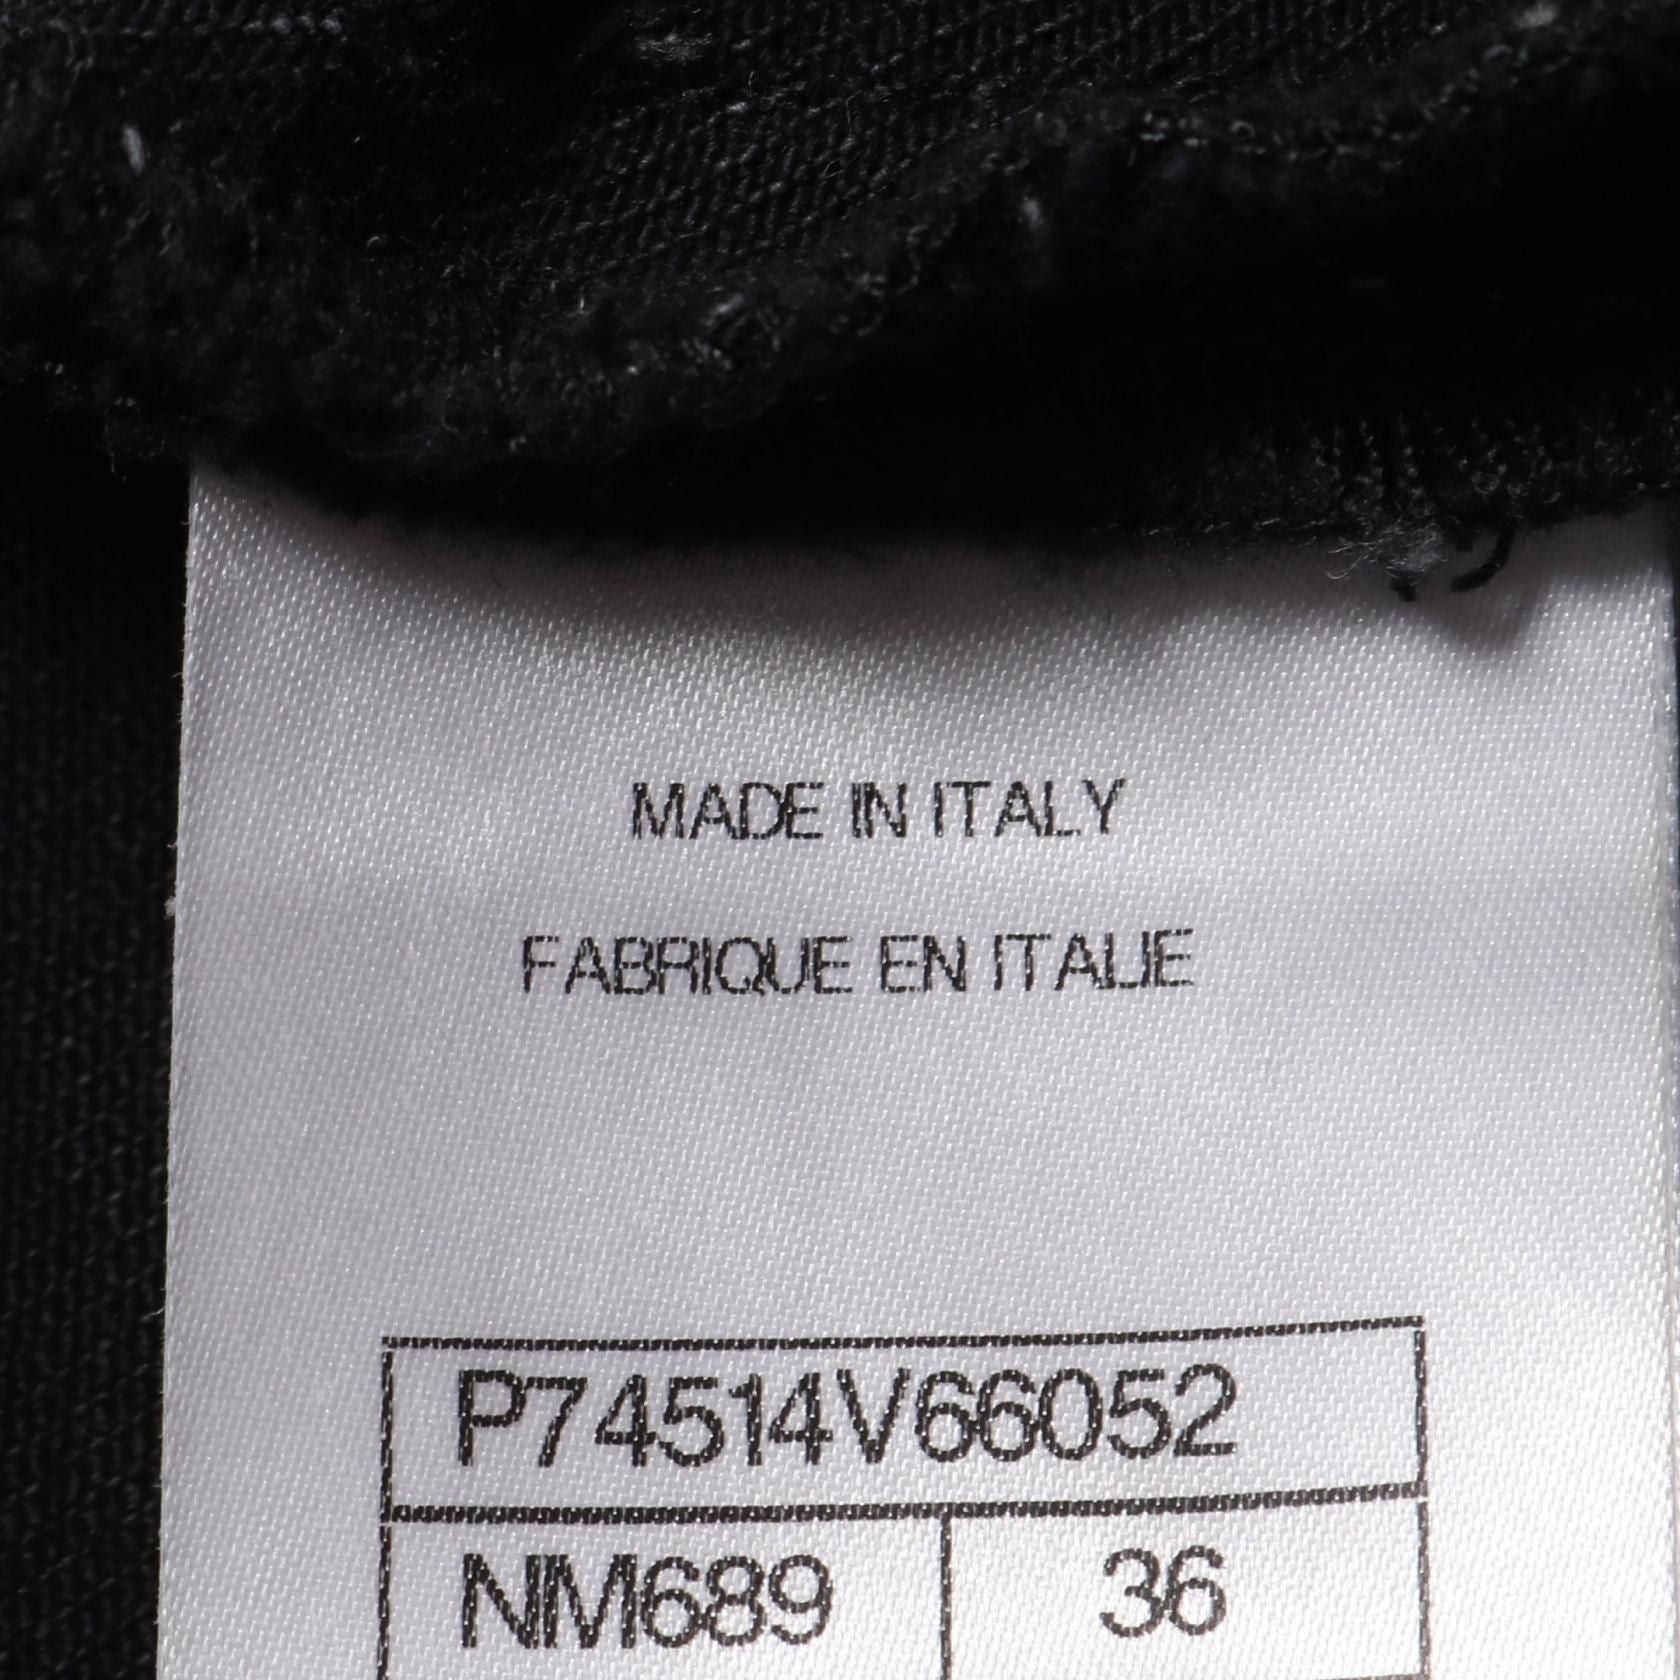 MADE IN ITALY
FABRIQUE EN ITALIE
P74514V66052
NM689 36